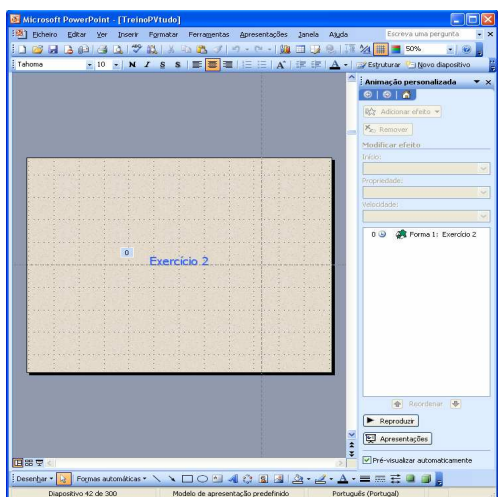 Microsoft PowerPoint - [TreinoPVtudo]
Ficheiro Editar Ver Inserir Formatar Ferramentas Apresentações Janela Ajuda Escreva uma pergunta
50%
Tahoma 10 N I S S A A Estruturar Novo diapositivo
Animação personalizada
Adicionar efeito
Remover
Modificar efeito
Início:
Propriedade:
Velocidade:
0 Forma 1: Exercício 2
0
Exercício 2
Reordenar
Reproduzir
Apresentações
Pré-visualizar automaticamente
Desenhar Formas automáticas A
Diapositivo 42 de 300 Modelo de apresentação predefinido Português (Portugal)